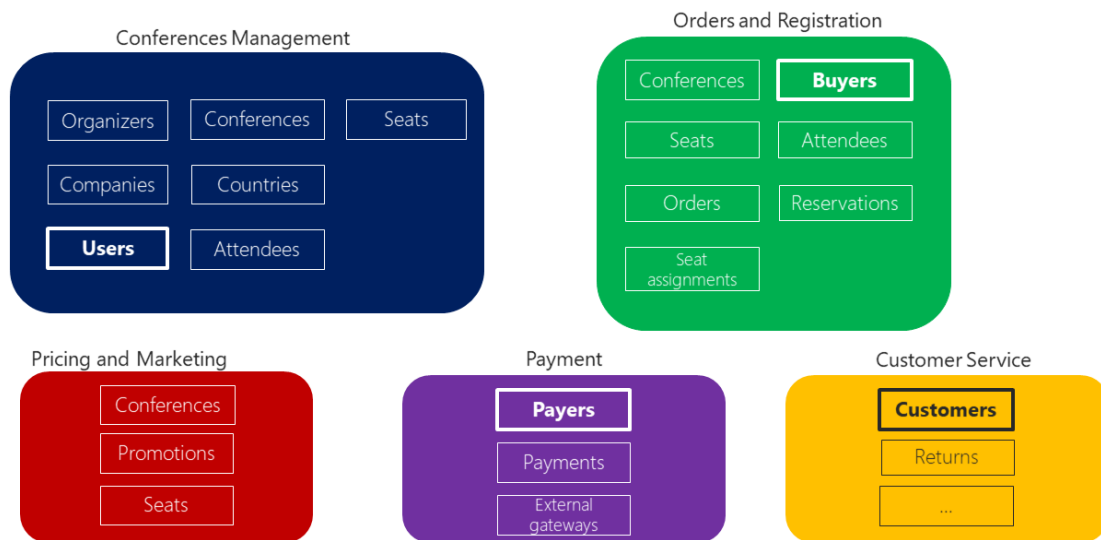 Conferences Management
Organizers
Conferences
Seats
Companies
Countries
Users
Attendees
Orders and Registration
Conferences
Buyers
Seats
Attendees
Orders
Reservations
Seat
assignments
Pricing and Marketing
Conferences
Promotions
Seats
Payment
Payers
Payments
External
gateways
Customer Service
Customers
Returns
...